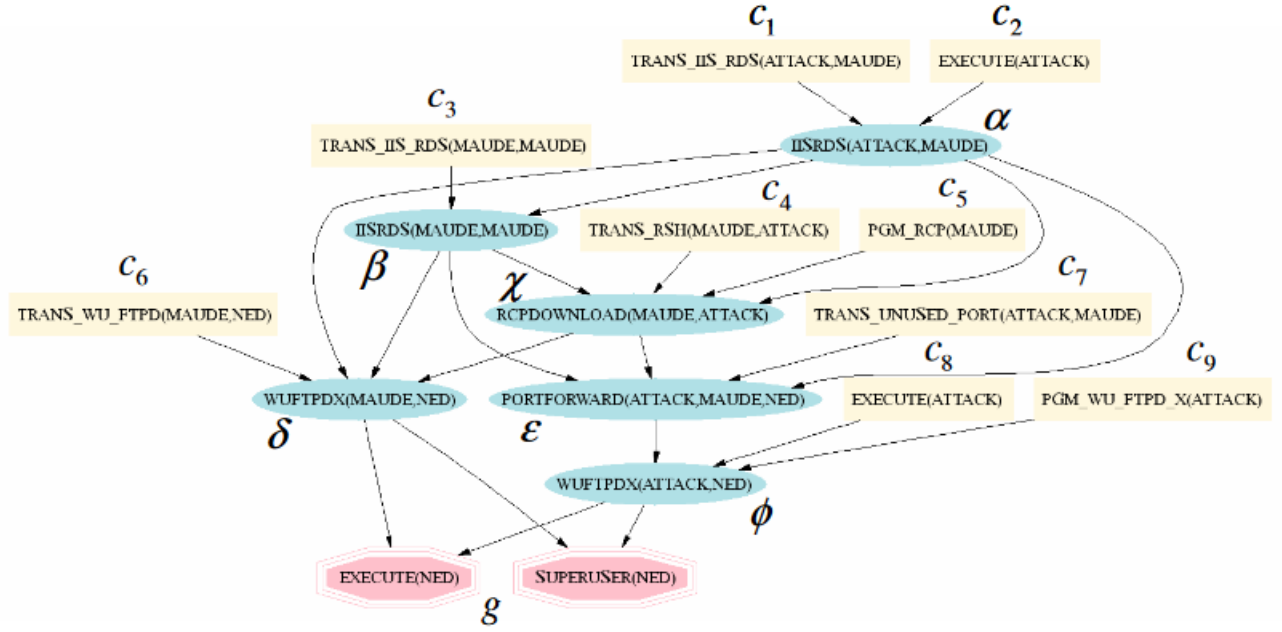 c1 c2
TRANS_IIS_RDS(ATTACK,MAUDE) EXECUTE(ATTACK)
c3 α
TRANS_IIS_RDS(MAUDE,MAUDE) IISRDS(ATTACK,MAUDE)
c4 c5
IISRDS(MAUDE,MAUDE) TRANS_RSH(MAUDE,ATTACK) PGM_RCP(MAUDE)
c6 β χ c7
TRANS_WU_FTPD(MAUDE,NED) RCPDOWNLOAD(MAUDE,ATTACK) TRANS_UNUSED_PORT(ATTACK,MAUDE)
c8 c9
WUFTPDX(MAUDE,NED) PORTFORWARD(ATTACK,MAUDE,NED) EXECUTE(ATTACK) PGM_WU_FTPD_X(ATTACK)
δ ε
WUFTPDX(ATTACK,NED)
ϕ
EXECUTE(NED) SUPERUSER(NED)
g